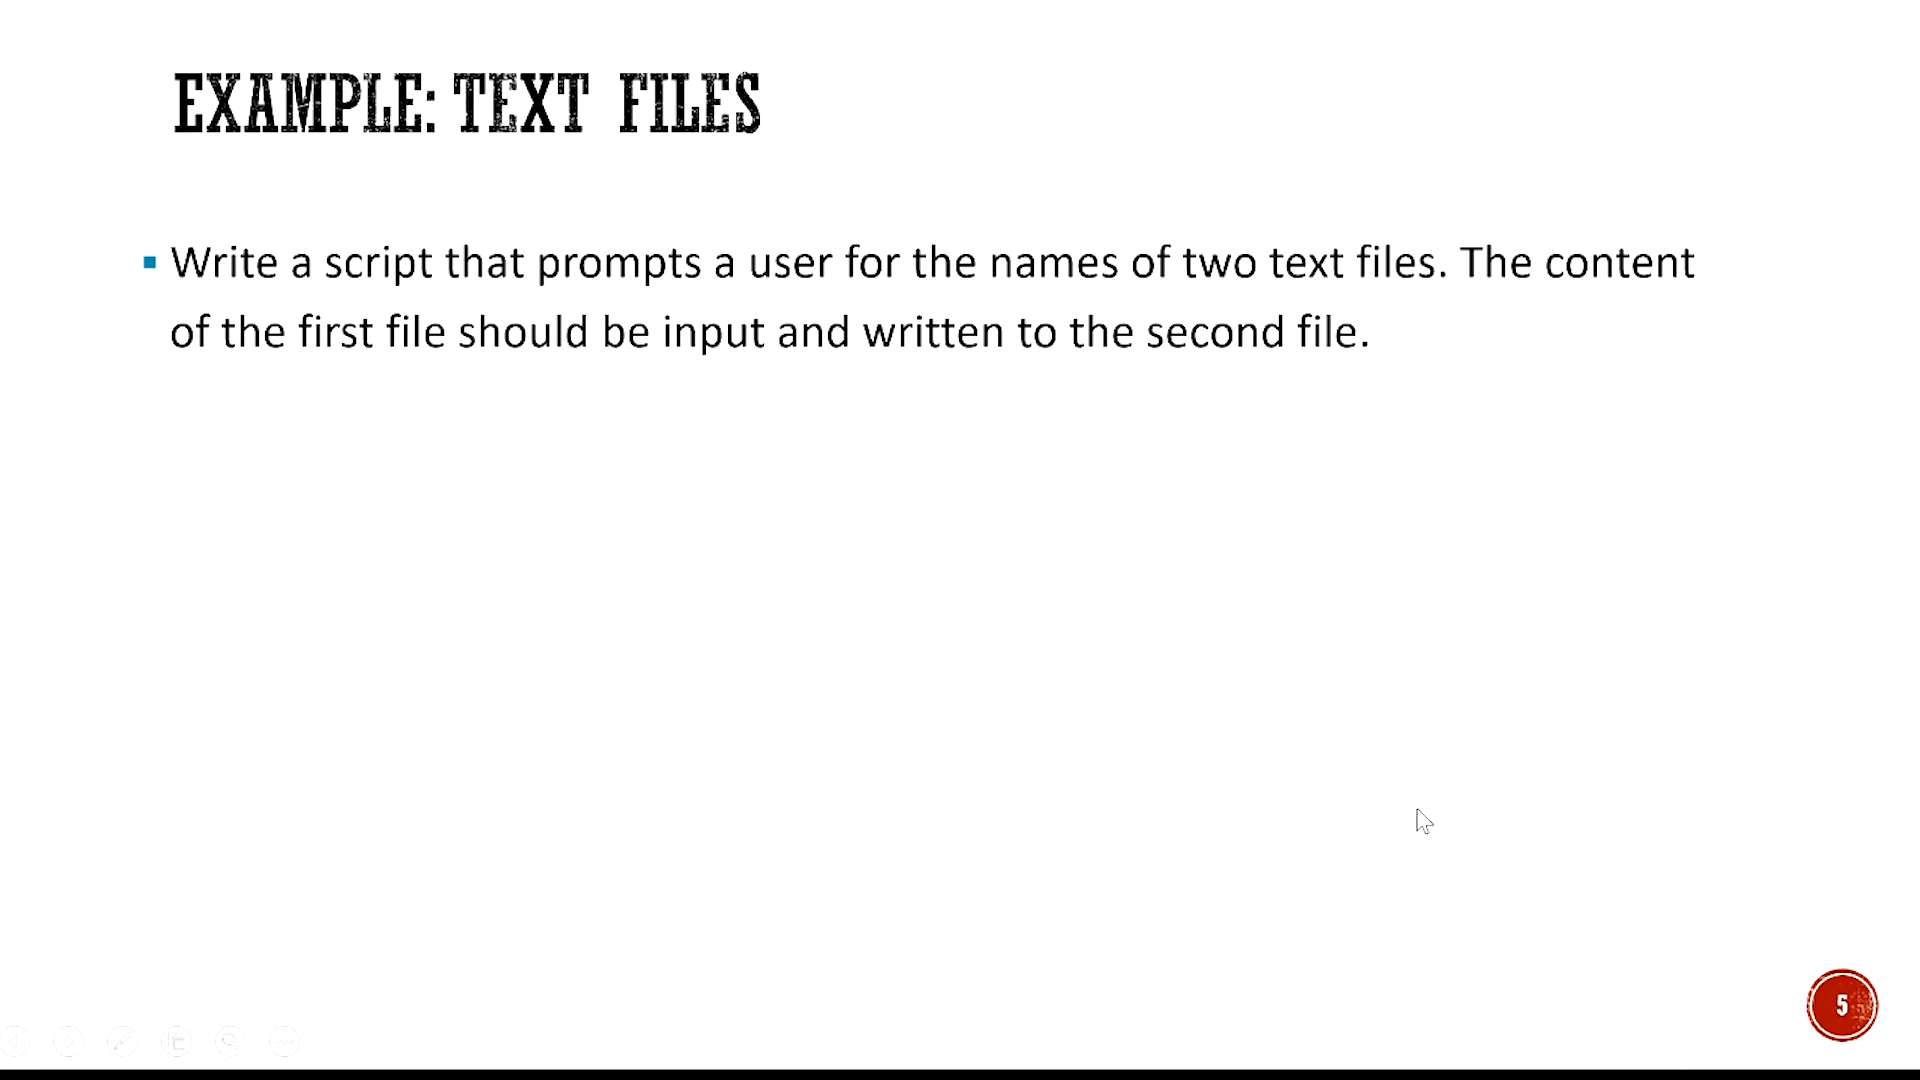 EXAMPLE: TEXT FILES
Write a script that prompts a user for the names of two text files. The content
of the first file should be input and written to the second file.
5